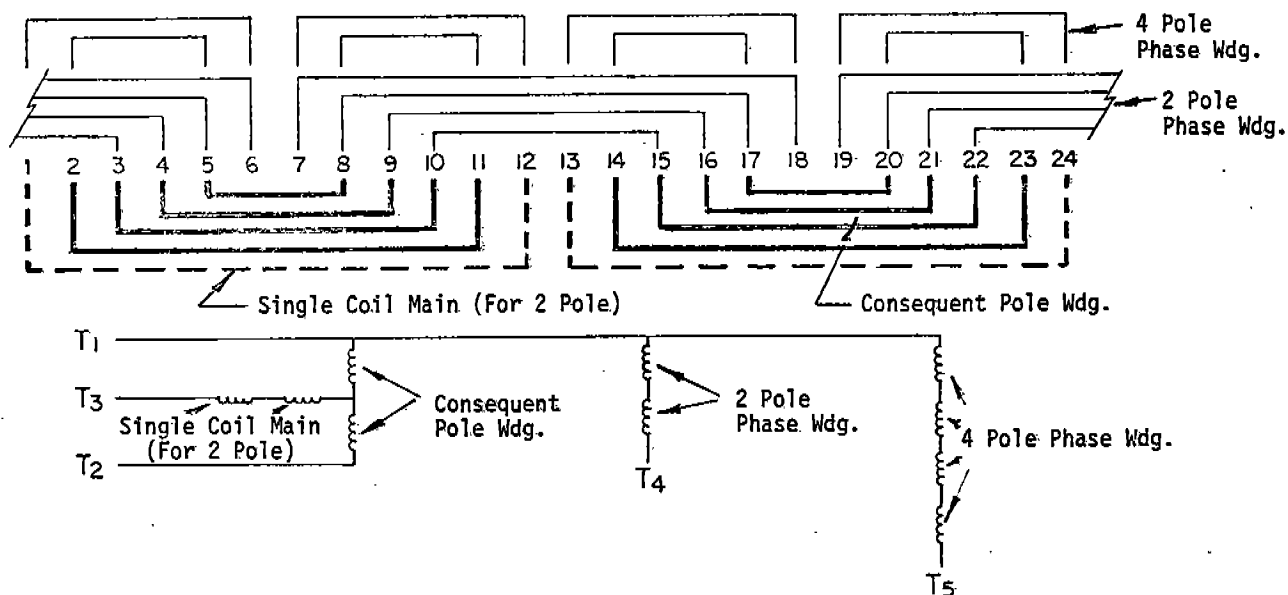 4 Pole
Phase Wdg.
2 Pole
Phase Wdg.
1 2 3 4 5 6 7 8 9 10 11 12 13 14 15 16 17 18 19 20 21 22 23 24
Single Coil Main (For 2 Pole)
Consequent Pole Wdg.
T1
T3
Single Coil Main
(For 2 Pole)
T2
Consequent
Pole Wdg.
2 Pole
Phase Wdg.
T4
4 Pole Phase Wdg.
T5